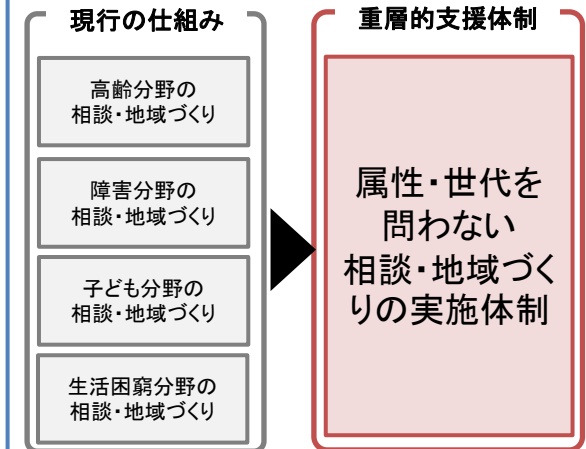 現行の仕組み
高齢分野の
相談・地域づくり
障害分野の
相談・地域づくり
子ども分野の
相談・地域づくり
生活困窮分野の
相談・地域づくり
重層的支援体制
属性・世代を
問わない
相談・地域づく
りの実施体制